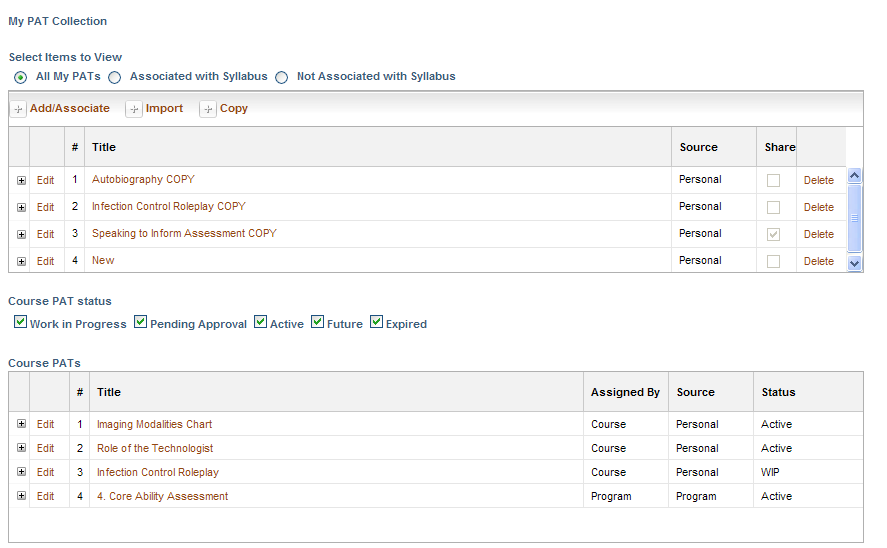 My PAT Collection
Select Items to View
All My PATs Associated with Syllabus Not Associated with Syllabus
Add/Associate Import Copy
# Title Source Share
Edit 1 Autobiography COPY Personal Delete
Edit 2 Infection Control Roleplay COPY Personal Delete
Edit 3 Speaking to Inform Assessment COPY Personal Delete
Edit 4 New Personal Delete
Course PAT status
Work in Progress Pending Approval Active Future Expired
Course PATs
# Title Assigned By Source Status
Edit 1 Imaging Modalities Chart Course Personal Active
Edit 2 Role of the Technologist Course Personal Active
Edit 3 Infection Control Roleplay Course Personal WIP
Edit 4 4. Core Ability Assessment Program Program Active